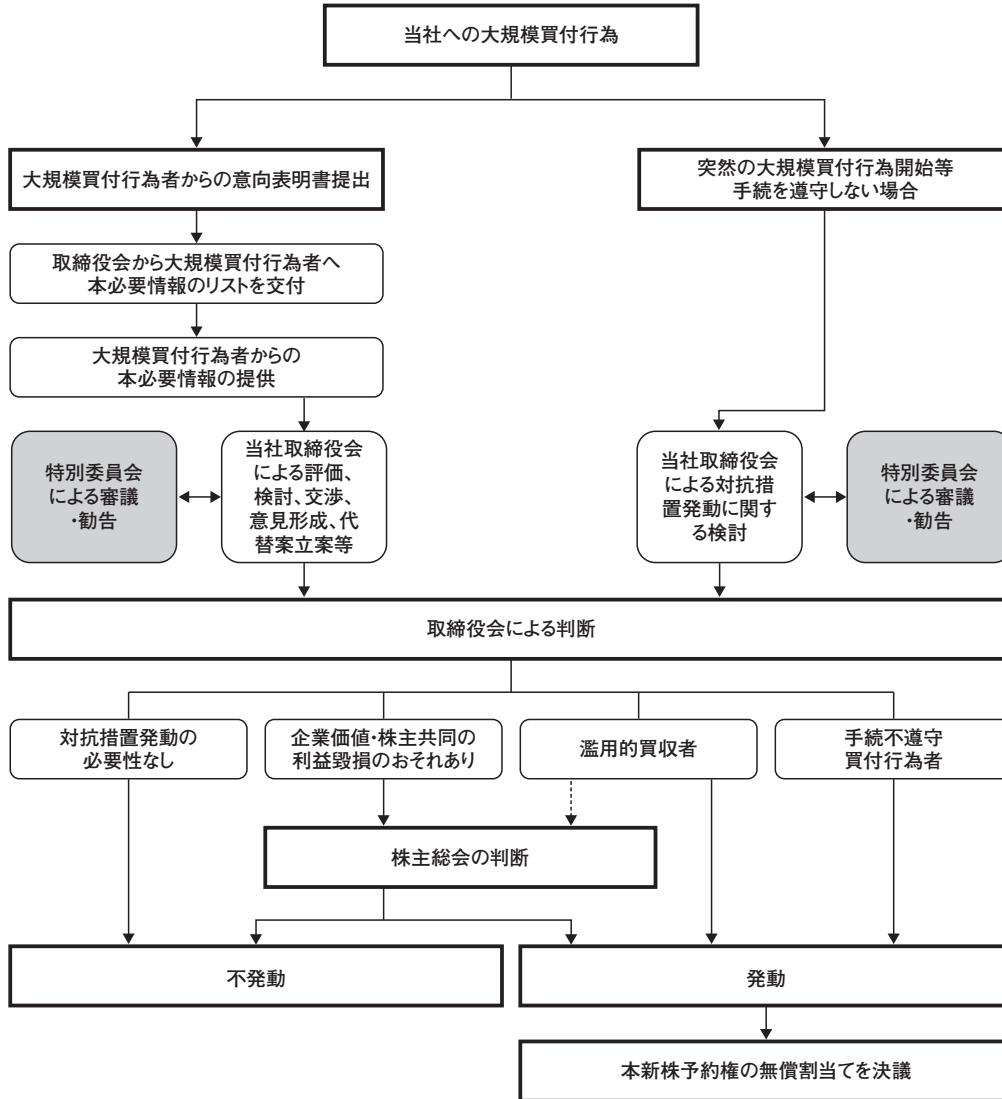 当社への大規模買付行為
大規模買付行為者からの意向表明書提出
突然の大規模買付行為開始等
手続を遵守しない場合
取締役会から大規模買付行為者へ
本必要情報のリストを交付
大規模買付行為者からの
本必要情報の提供
特別委員会
による審議
・勧告
当社取締役会
による評価、
検討、交渉、
意見形成、代
替案立案等
当社取締役会
による対抗措
置発動に関す
る検討
特別委員会
による審議
・勧告
取締役会による判断
対抗措置発動の
必要性なし
企業価値・株主共同の
利益毀損のおそれあり
濫用的買収者
手続不遵守
買付行為者
株主総会の判断
不発動
発動
本新株予約権の無償割当てを決議